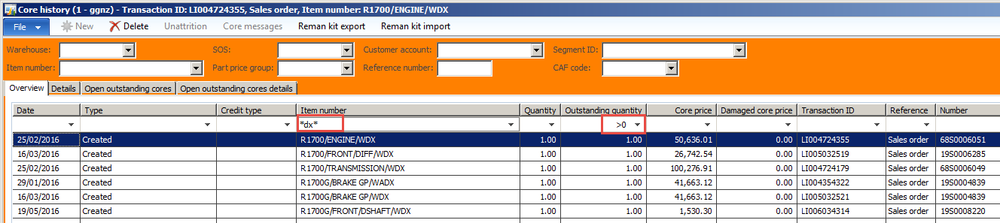 Core history (1 - ggnz) - Transaction ID: LI004724355, Sales order, Item number: R1700/ENGINE/WDX
File New Delete Unattrition Core messages Reman kit export Reman kit import
Warehouse: SOS: Customer account: Segment ID:
Item number: Part price group: Reference number: CAF code:
Overview Details Open outstanding cores Open outstanding cores details
Date Type Credit type Item number Quantity Outstanding quantity Core price Damaged core price Transaction ID Reference Number
*dx* >0
25/02/2016 Created R1700/ENGINE/WDX 1.00 1.00 50,636.01 0.00 LI004724355 Sales order 68S0006051
16/03/2016 Created R1700/FRONT/DIFF/WDX 1.00 1.00 26,742.54 0.00 LI005032519 Sales order 19S0006285
25/02/2016 Created R1700/TRANSMISSION/WDX 1.00 1.00 100,276.91 0.00 LI004724179 Sales order 68S0006049
29/01/2016 Created R1700G/BRAKE GP/WADX 1.00 1.00 41,663.12 0.00 LI004354322 Sales order 19S0004839
16/03/2016 Created R1700G/BRAKE GP/WDX 1.00 1.00 41,663.12 0.00 LI005032521 Sales order 19S0004839
19/05/2016 Created R1700G/FRONT/DSHAFT/WDX 1.00 1.00 1,530.30 0.00 LI006034314 Sales order 19S0008220